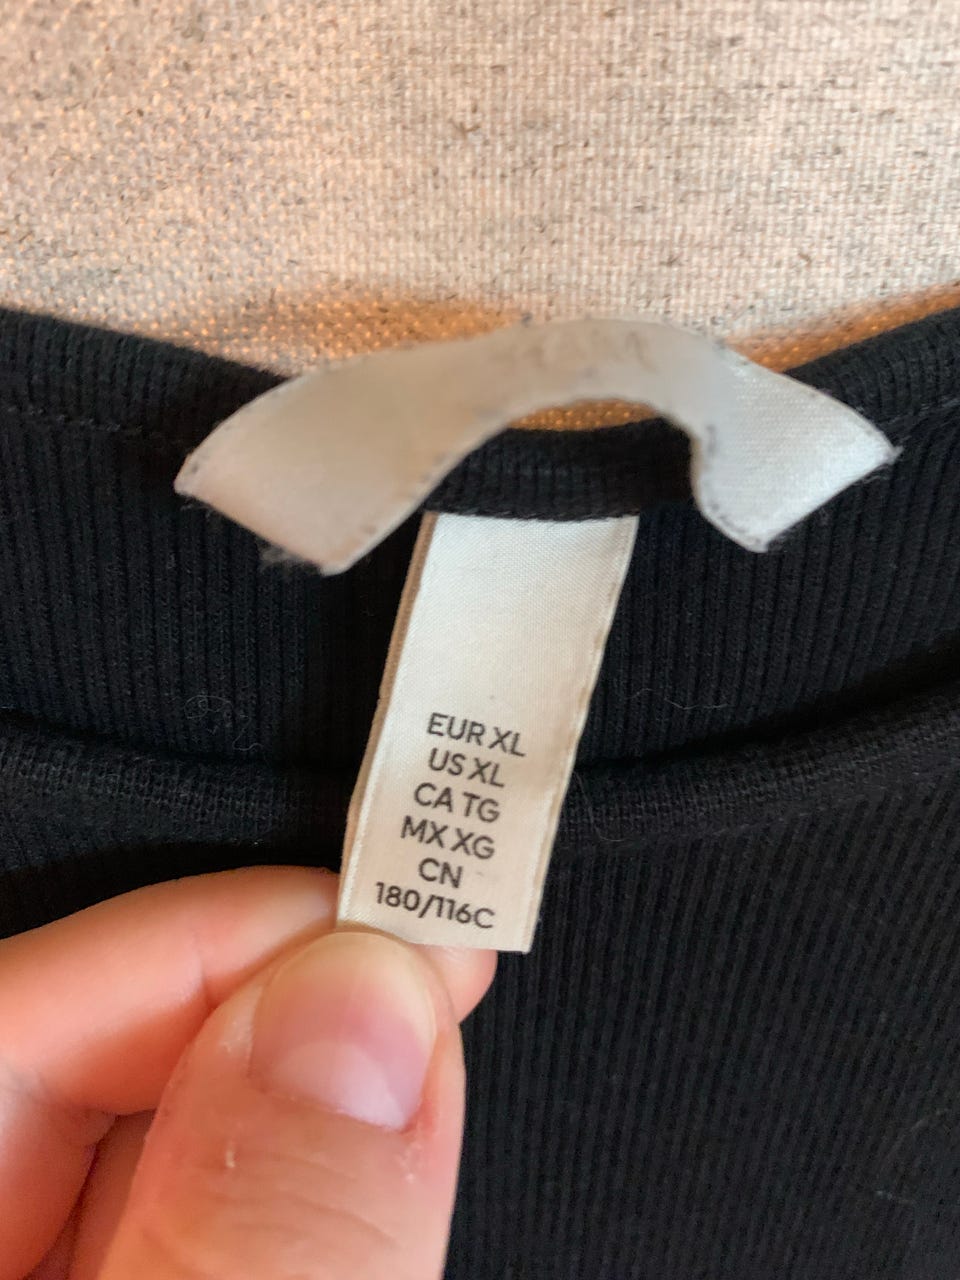 EUR XL
US XL
CA TG
MX XG
CN
180/116C